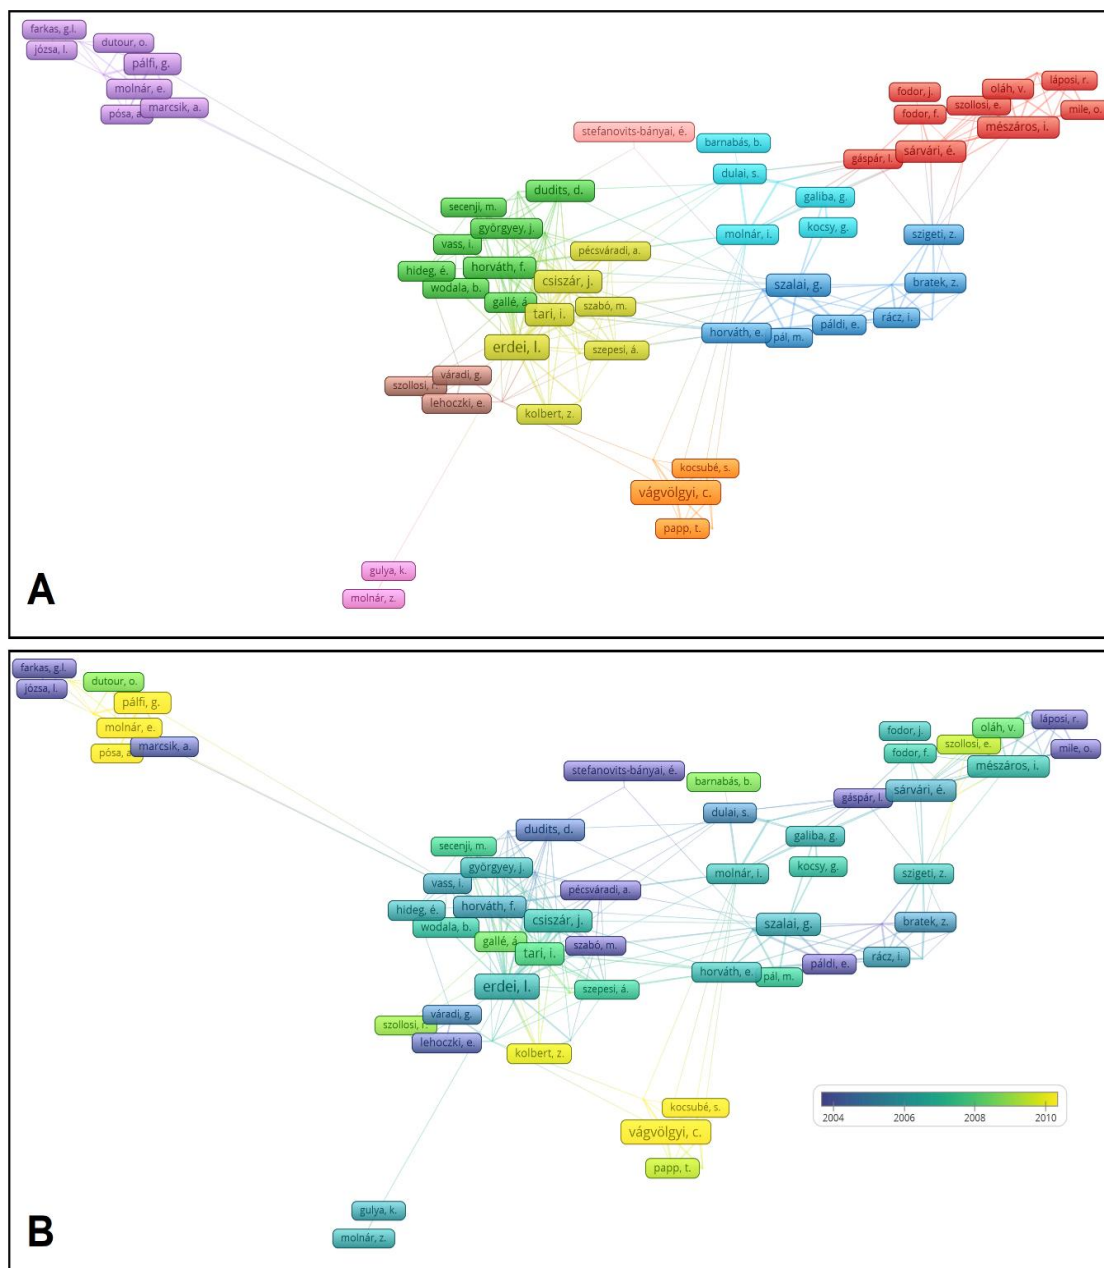 farkas, g.l.
józsa, l.
dutour, o.
pálfi, g.
molnár, e.
marcsik, a.
pósa, a.
stefanovits-bányai, é.
barnabás, b.
dulai, s.
galiba, g.
kocsy, g.
molnár, i.
fodor, j.
fodor, f.
szollosi, e.
oláh, v.
láposi, r.
mile, o.
mészáros, i.
gáspár, l.
sárvári, é.
szigeti, z.
bratek, z.
szalai, g.
rácz, i.
páldi, e.
pál, m.
horváth, e.
dudits, d.
secenji, m.
györgyey, j.
vass, i.
hideg, é.
horváth, f.
wodala, b.
gallé, á.
pécsváradi, a.
csiszár, j.
szabó, m.
tari, i.
erdei, l.
szepesi, á.
váradi, g.
szollosi, r.
lehoczki, e.
kolbert, z.
kocsubé, s.
vágvölgyi, c.
papp, t.
gulya, k.
molnár, z.
A
farkas, g.l.
józsa, l.
dutour, o.
pálfi, g.
molnár, e.
marcsik, a.
pósa, a.
stefanovits-bányai, é.
barnabás, b.
dulai, s.
galiba, g.
kocsy, g.
molnár, i.
fodor, j.
fodor, f.
szollosi, e.
oláh, v.
láposi, r.
mile, o.
mészáros, i.
gáspár, l.
sárvári, é.
szigeti, z.
bratek, z.
szalai, g.
rácz, i.
páldi, e.
pál, m.
horváth, e.
dudits, d.
secenji, m.
györgyey, j.
vass, i.
hideg, é.
horváth, f.
wodala, b.
gallé, á.
pécsváradi, a.
csiszár, j.
szabó, m.
tari, i.
erdei, l.
szepesi, á.
váradi, g.
szollosi, r.
lehoczki, e.
kolbert, z.
kocsubé, s.
vágvölgyi, c.
papp, t.
2004 2006 2008 2010
gulya, k.
molnár, z.
B